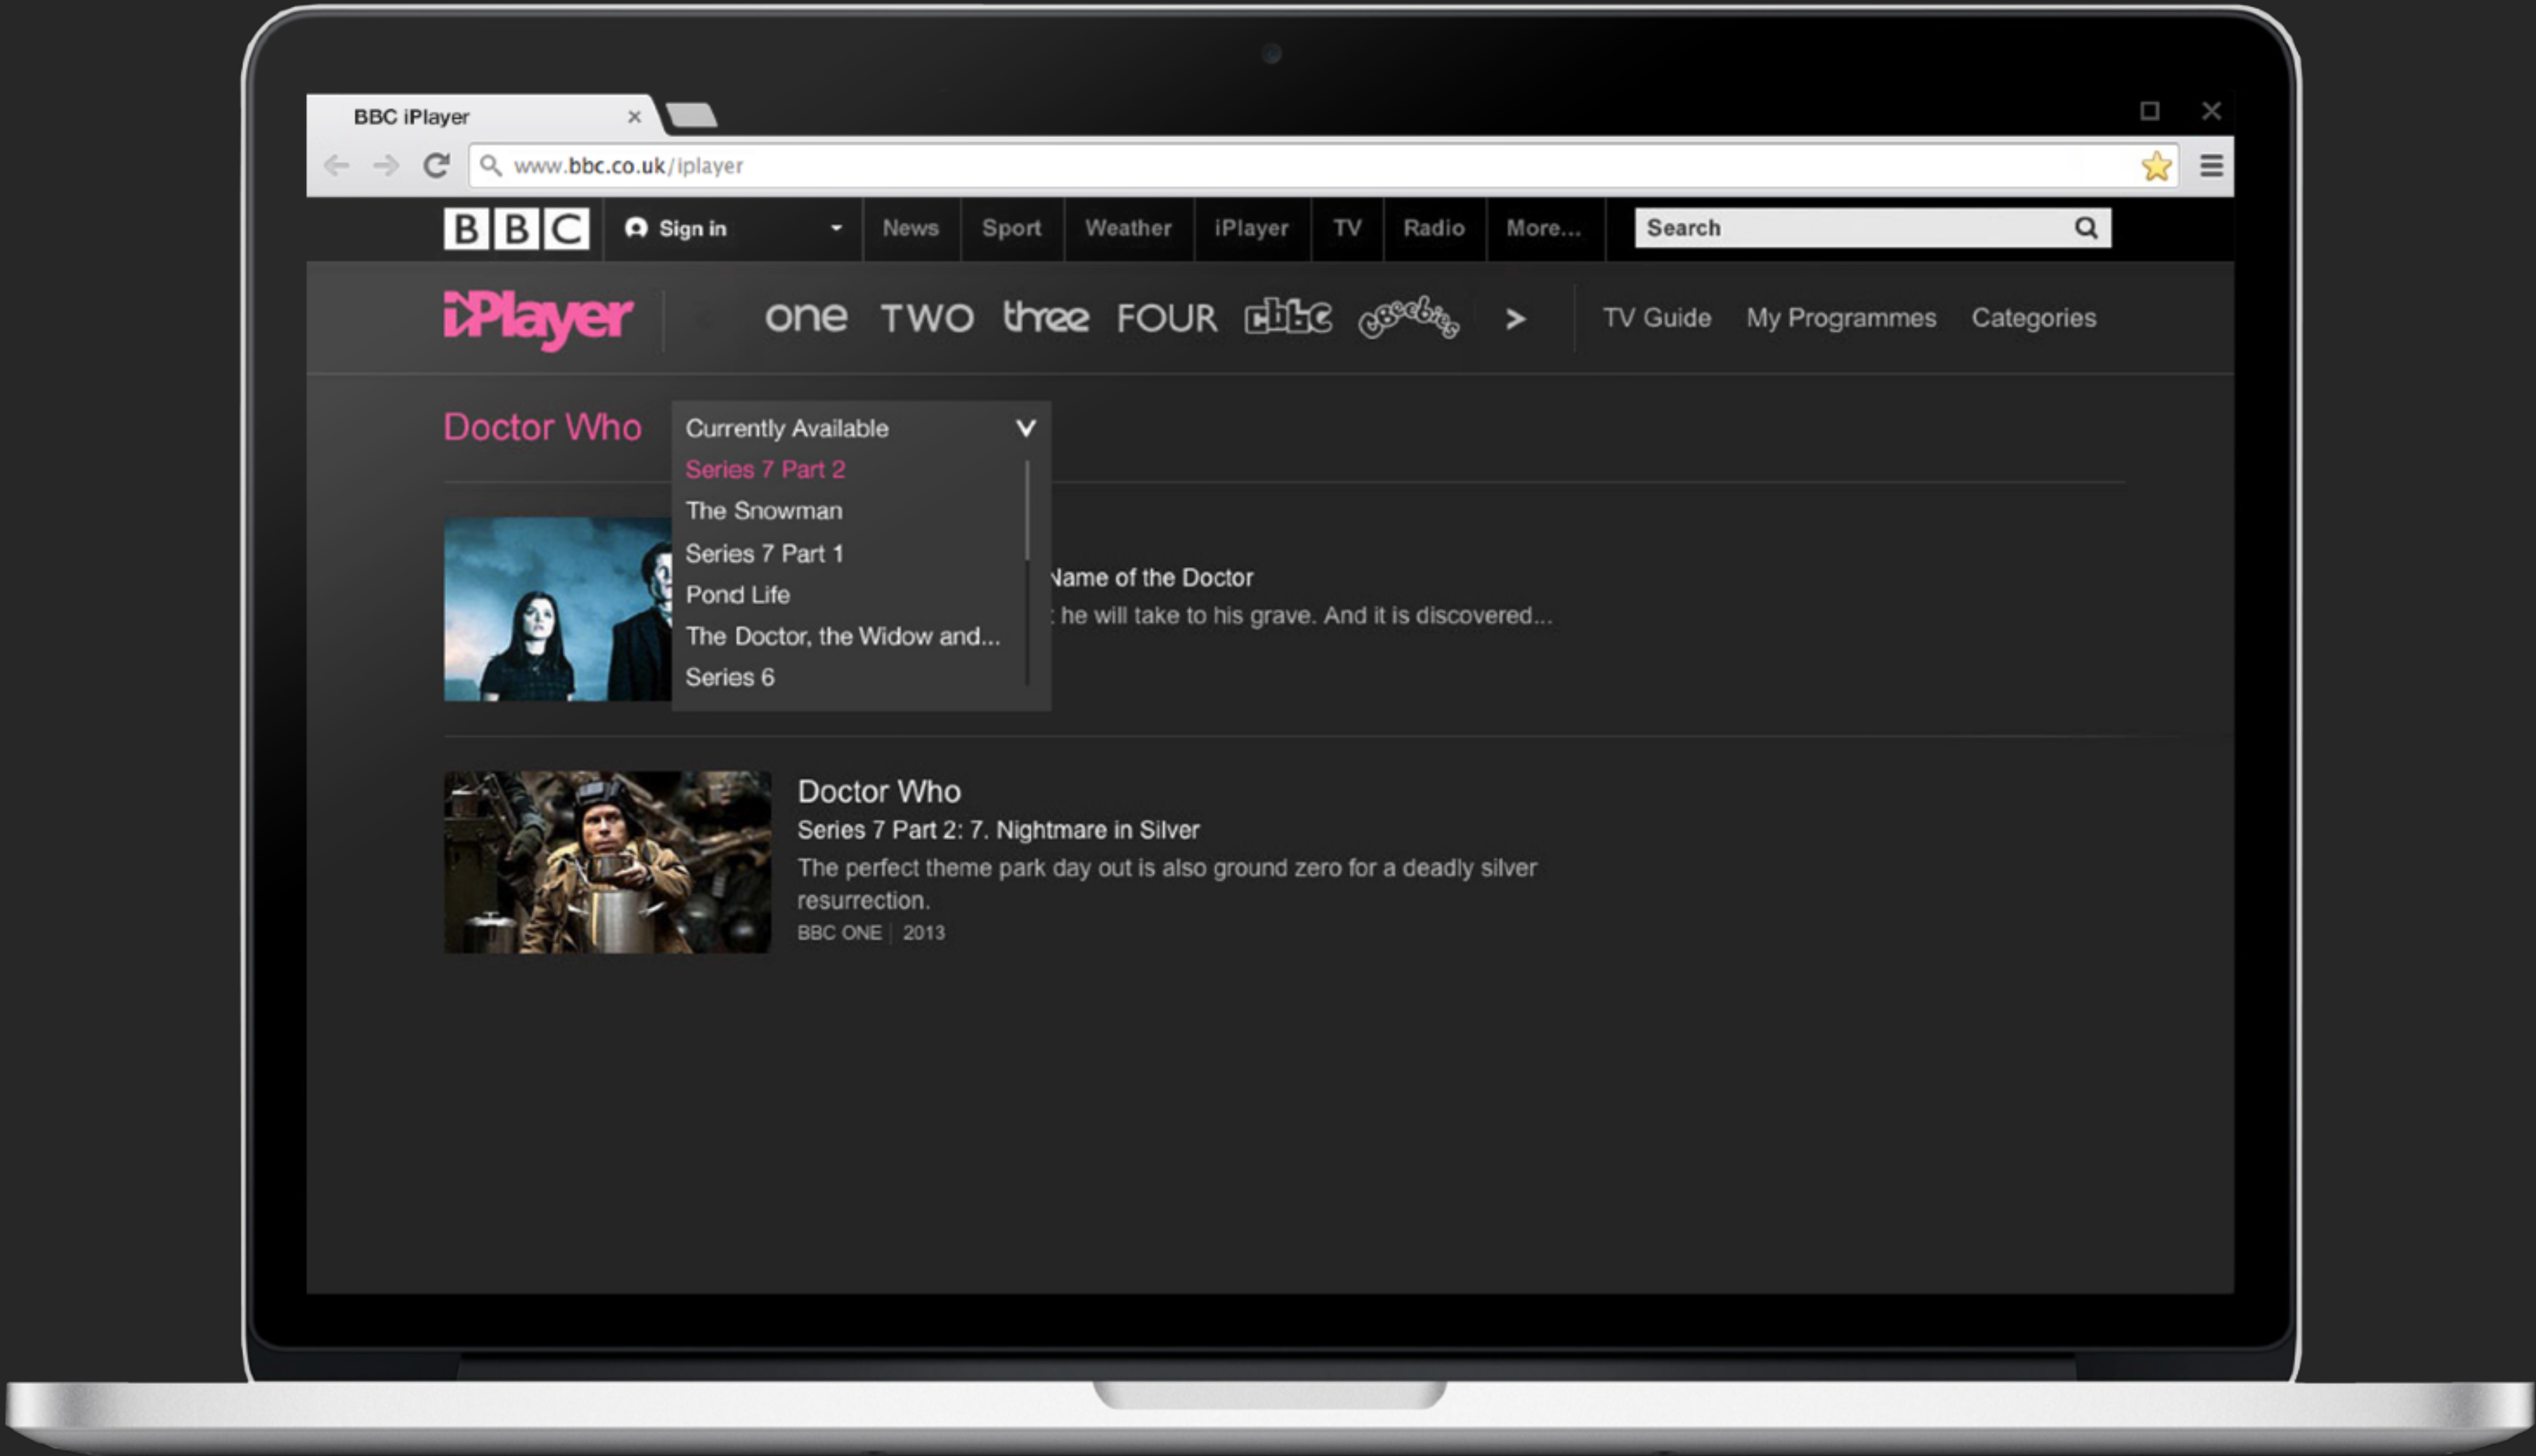 BBC iPlayer
www.bbc.co.uk/iplayer
BBC Sign in News Sport Weather iPlayer TV Radio More... Search
iPlayer one TWO three FOUR cbbc cBeebies > TV Guide My Programmes Categories
Doctor Who
Currently Available
Series 7 Part 2
The Snowman
Series 7 Part 1
Pond Life
The Doctor, the Widow and...
Series 6
Name of the Doctor
he will take to his grave. And it is discovered...
Doctor Who
Series 7 Part 2: 7. Nightmare in Silver
The perfect theme park day out is also ground zero for a deadly silver
resurrection.
BBC ONE | 2013